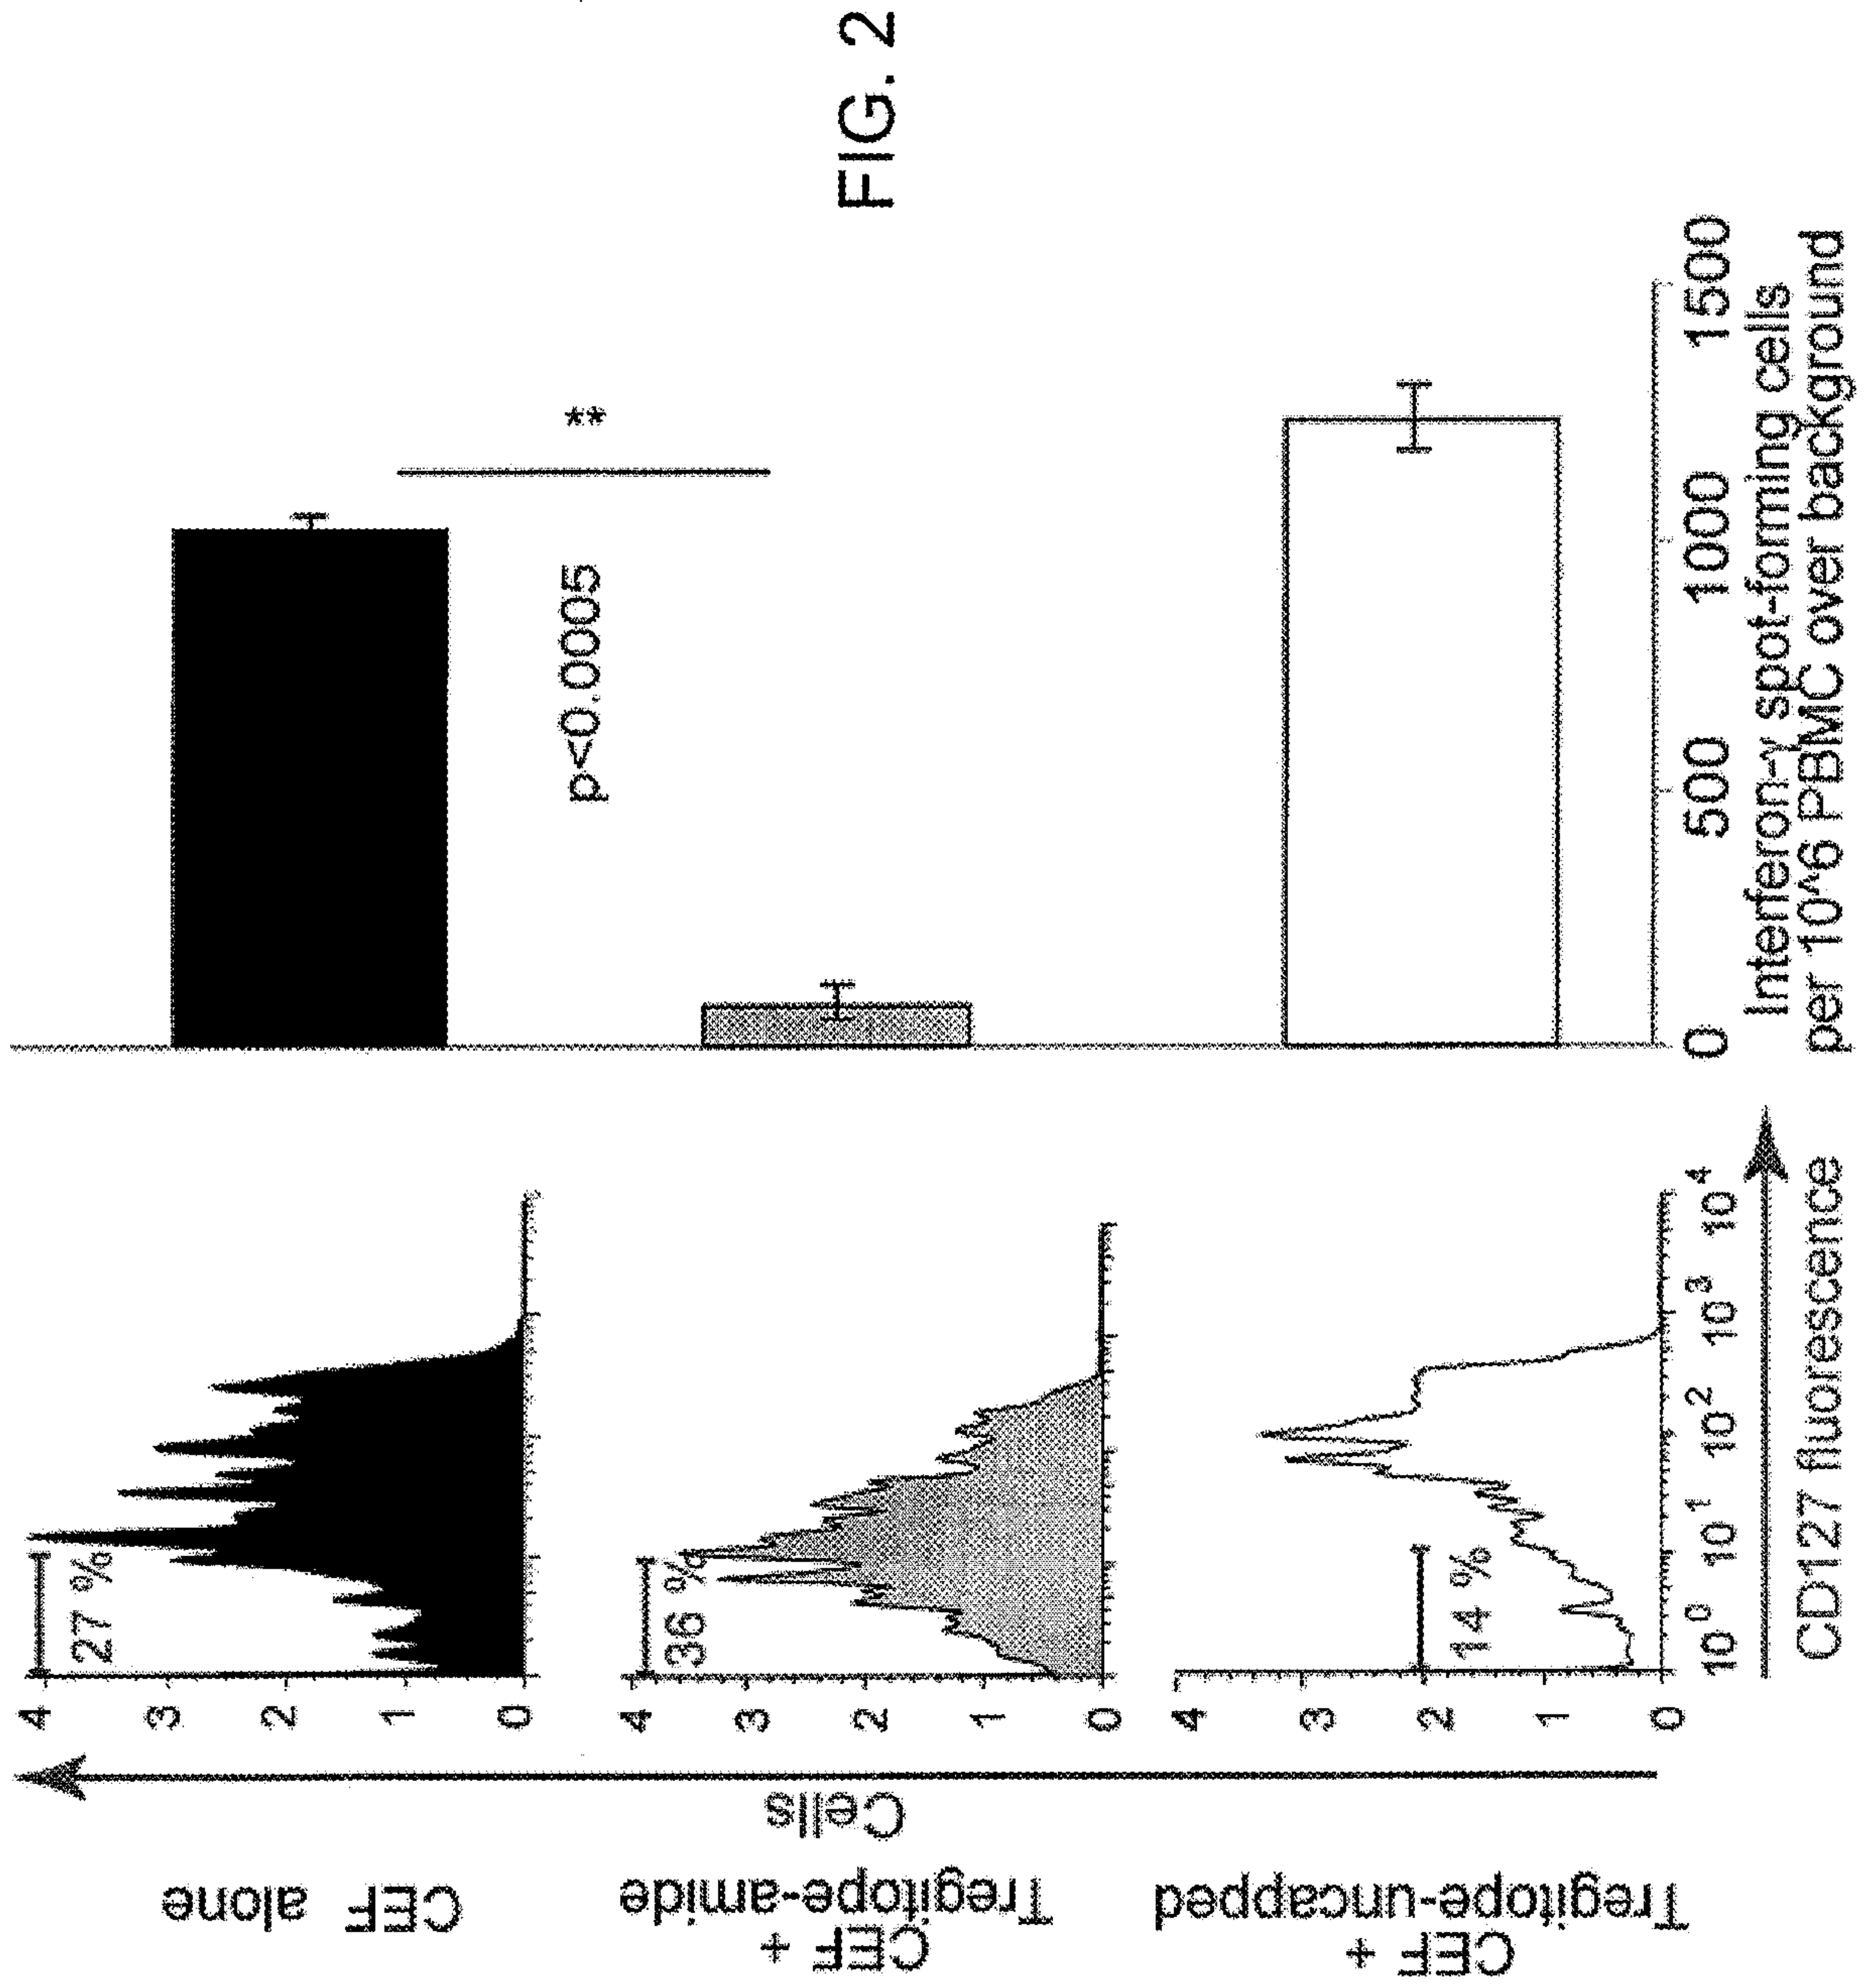 CEF alone
Cells
4
3
2
1
0
27 %
CEF +
Tregitope-amide
4
3
2
1
0
36 %
CEF +
Tregitope-uncapped
4
3
2
1
0
14 %
10^0 10^1 10^2 10^3 10^4
CD127 fluorescence
p<0.0005
**
0 500 1000 1500
Interferon-γ spot-forming cells
per 10^6 PBMC over background
FIG. 2